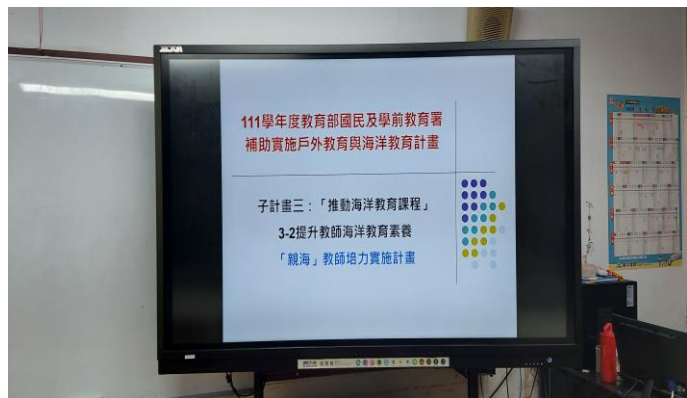 111學年度教育部國民及學前教育署
補助實施戶外教育與海洋教育計畫
子計畫三：「推動海洋教育課程」
3-2提升教師海洋教育素養
「親海」教師培力實施計畫